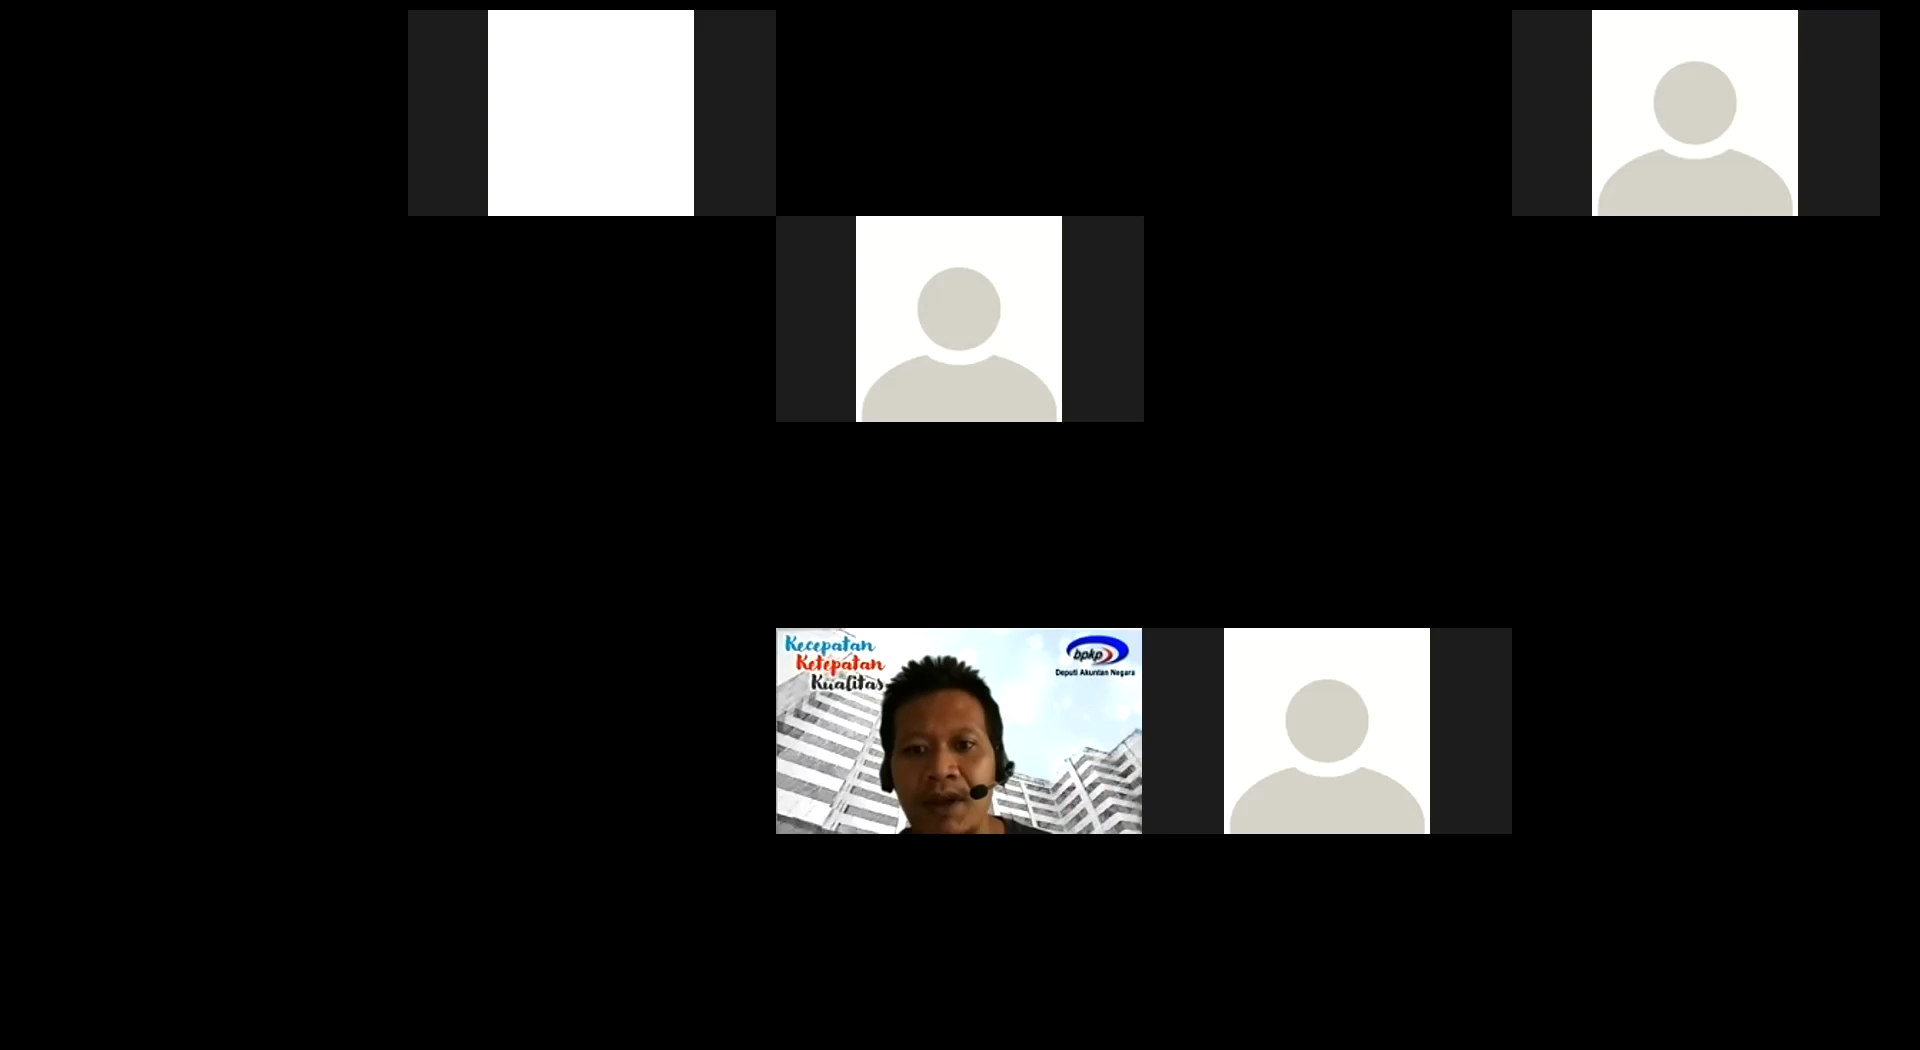 Kecepatan
Ketepatan
Kualitas
bpkp
Deputi Akuntan Negara